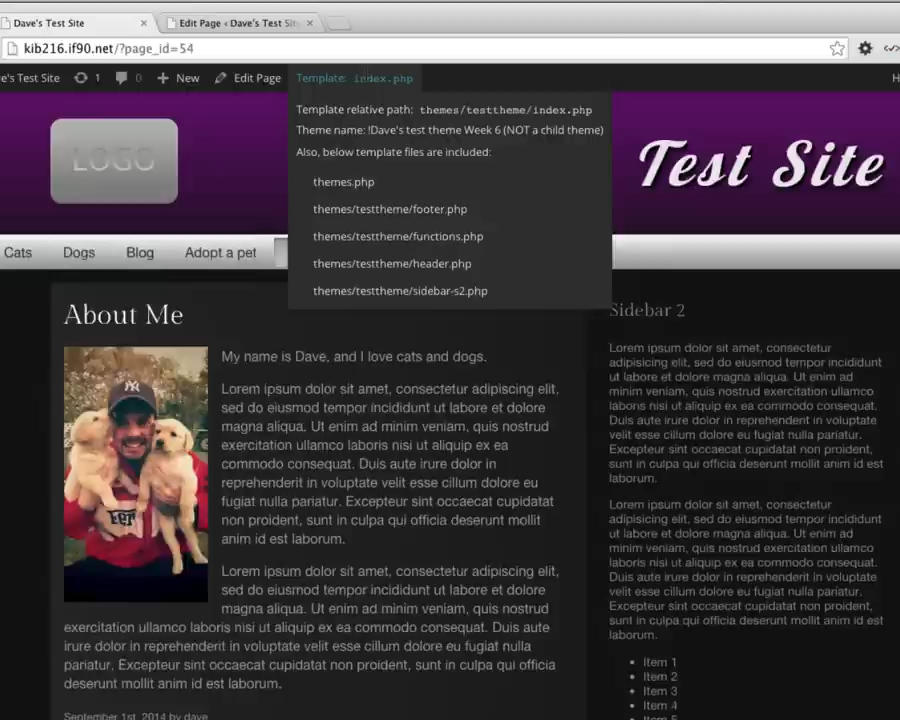 Dave's Test Site
Edit Page ‹ Dave's Test Site
kib216.if90.net/?page_id=54
e's Test Site 1 0 New Edit Page Template: index.php H
Template relative path: themes/testtheme/index.php
Theme name: !Dave's test theme Week 6 (NOT a child theme)
Also, below template files are included:
themes.php
themes/testtheme/footer.php
themes/testtheme/functions.php
themes/testtheme/header.php
themes/testtheme/sidebar-s2.php
LOGO
Test Site
Cats Dogs Blog Adopt a pet
About Me
My name is Dave, and I love cats and dogs.
Lorem ipsum dolor sit amet, consectetur adipiscing elit,
sed do eiusmod tempor incididunt ut labore et dolore
magna aliqua. Ut enim ad minim veniam, quis nostrud
exercitation ullamco laboris nisi ut aliquip ex ea
commodo consequat. Duis aute irure dolor in
reprehenderit in voluptate velit esse cillum dolore eu
fugiat nulla pariatur. Excepteur sint occaecat cupidatat
non proident, sunt in culpa qui officia deserunt mollit
anim id est laborum.
Lorem ipsum dolor sit amet, consectetur adipiscing elit,
sed do eiusmod tempor incididunt ut labore et dolore
magna aliqua. Ut enim ad minim veniam, quis nostrud
exercitation ullamco laboris nisi ut aliquip ex ea commodo consequat. Duis aute
irure dolor in reprehenderit in voluptate velit esse cillum dolore eu fugiat nulla
pariatur. Excepteur sint occaecat cupidatat non proident, sunt in culpa qui officia
deserunt mollit anim id est laborum.
September 1st, 2014 by dave
Sidebar 2
Lorem ipsum dolor sit amet, consectetur
adipiscing elit, sed do eiusmod tempor incididunt
ut labore et dolore magna aliqua. Ut enim ad
minim veniam, quis nostrud exercitation ullamco
laboris nisi ut aliquip ex ea commodo consequat.
Duis aute irure dolor in reprehenderit in voluptate
velit esse cillum dolore eu fugiat nulla pariatur.
Excepteur sint occaecat cupidatat non proident,
sunt in culpa qui officia deserunt mollit anim id est
laborum.
Lorem ipsum dolor sit amet, consectetur
adipiscing elit, sed do eiusmod tempor incididunt
ut labore et dolore magna aliqua. Ut enim ad
minim veniam, quis nostrud exercitation ullamco
laboris nisi ut aliquip ex ea commodo consequat.
Duis aute irure dolor in reprehenderit in voluptate
velit esse cillum dolore eu fugiat nulla pariatur.
Excepteur sint occaecat cupidatat non proident,
sunt in culpa qui officia deserunt mollit anim id est
laborum.
Item 1
Item 2
Item 3
Item 4
Item 5